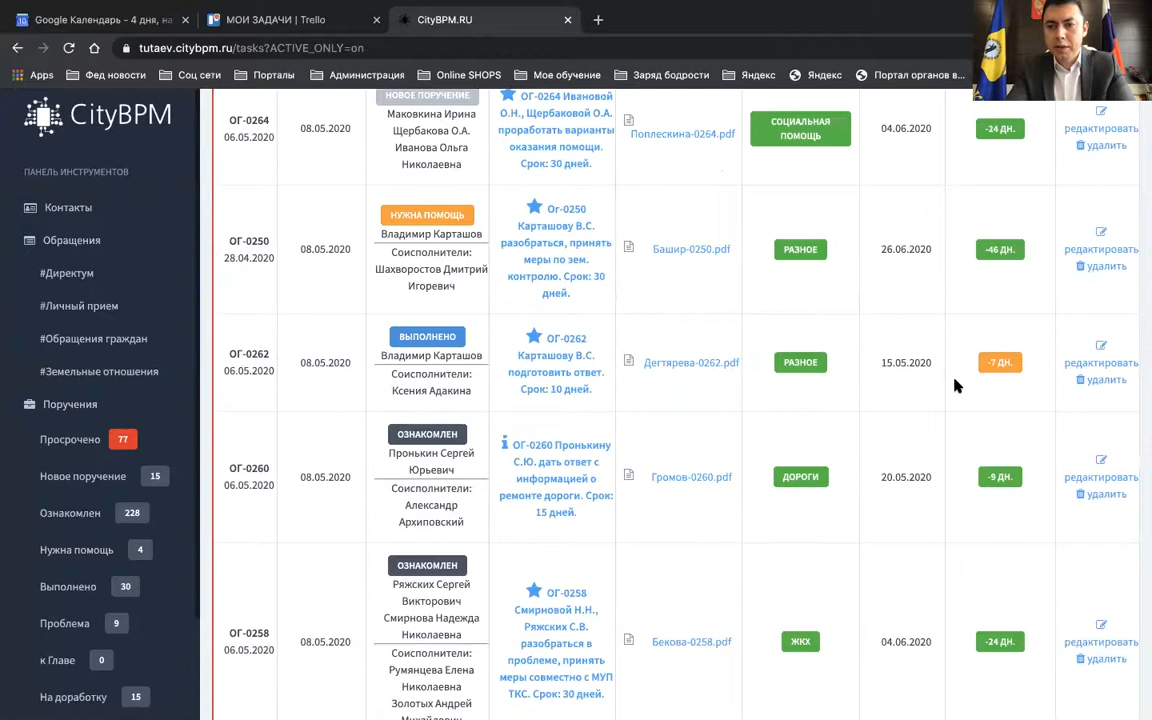 Google Календарь – 4 дня, на
МОИ ЗАДАЧИ | Trello
CityBPM.RU
tutaev.citybpm.ru/tasks?ACTIVE_ONLY=on
Apps
Фед новости
Соц сети
Порталы
Администрация
Online SHOPS
Мое обучение
Заряд бодрости
Яндекс
Яндекс
Портал органов в...
CityBPM
ПАНЕЛЬ ИНСТРУМЕНТОВ
Контакты
Обращения
#Директум
#Личный прием
#Обращения граждан
#Земельные отношения
Поручения
Просрочено 77
Новое поручение 15
Ознакомлен 228
Нужна помощь 4
Выполнено 30
Проблема 9
к Главе 0
На доработку 15
ОГ-0264
06.05.2020
08.05.2020
НОВОЕ ПОРУЧЕНИЕ
Маковкина Ирина
Щербакова О.А.
Иванова Ольга
Николаевна
ОГ-0264 Ивановой
О.Н., Щербаковой О.А.
проработать варианты
оказания помощи.
Срок: 30 дней.
Поплескина-0264.pdf
СОЦИАЛЬНАЯ
ПОМОЩЬ
04.06.2020
-24 ДН.
редактировать
удалить
ОГ-0250
28.04.2020
08.05.2020
НУЖНА ПОМОЩЬ
Владимир Карташов
Соисполнители:
Шахворостов Дмитрий
Игоревич
Ог-0250
Карташову В.С.
разобраться, принять
меры по зем.
контролю. Срок: 30
дней.
Башир-0250.pdf
РАЗНОЕ
26.06.2020
-46 ДН.
редактировать
удалить
ОГ-0262
06.05.2020
08.05.2020
ВЫПОЛНЕНО
Владимир Карташов
Соисполнители:
Ксения Адакина
ОГ-0262
Карташову В.С.
подготовить ответ.
Срок: 10 дней.
Дегтярева-0262.pdf
РАЗНОЕ
15.05.2020
-7 ДН.
редактировать
удалить
ОГ-0260
06.05.2020
08.05.2020
ОЗНАКОМЛЕН
Пронькин Сергей
Юрьевич
Соисполнители:
Александр
Архиповский
ОГ-0260 Пронькину
С.Ю. дать ответ с
информацией о
ремонте дороги. Срок:
15 дней.
Громов-0260.pdf
ДОРОГИ
20.05.2020
-9 ДН.
редактировать
удалить
ОГ-0258
06.05.2020
08.05.2020
ОЗНАКОМЛЕН
Ряжских Сергей
Викторович
Смирнова Надежда
Николаевна
Соисполнители:
Румянцева Елена
Николаевна
Золотых Андрей
Михайлович
ОГ-0258
Смирновой Н.Н.,
Ряжских С.В.
разобраться в
проблеме, принять
меры совместно с МУП
ТКС. Срок: 30 дней.
Бекова-0258.pdf
ЖКХ
04.06.2020
-24 ДН.
редактировать
удалить